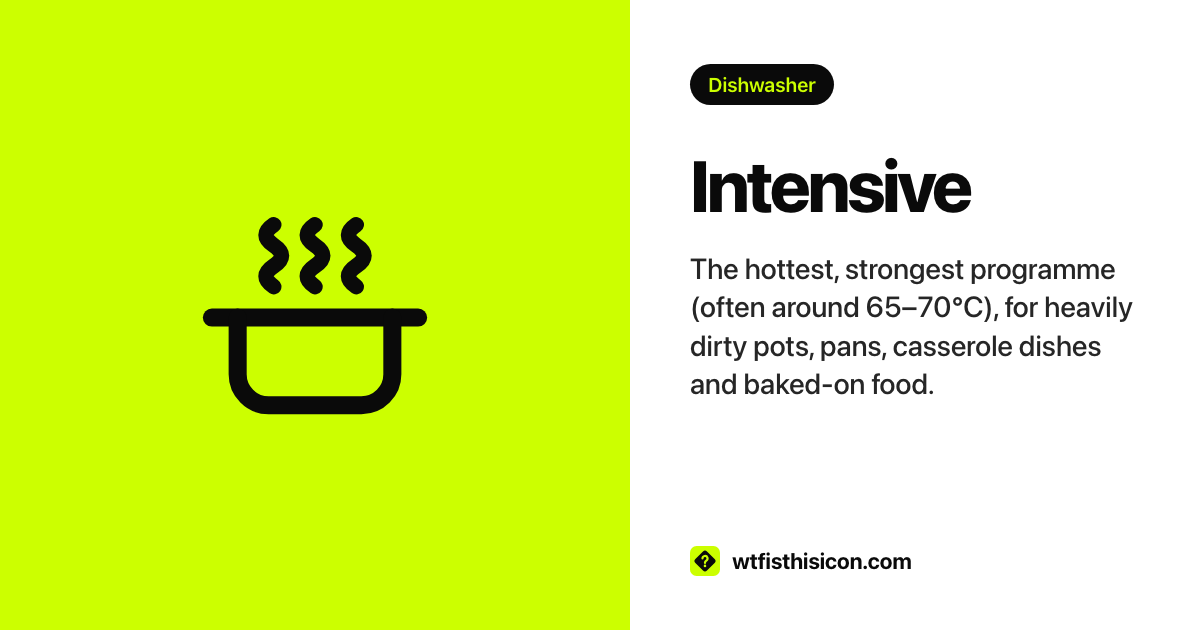 Dishwasher
Intensive
The hottest, strongest programme
(often around 65–70°C), for heavily
dirty pots, pans, casserole dishes
and baked-on food.
?
wtfisthisicon.com